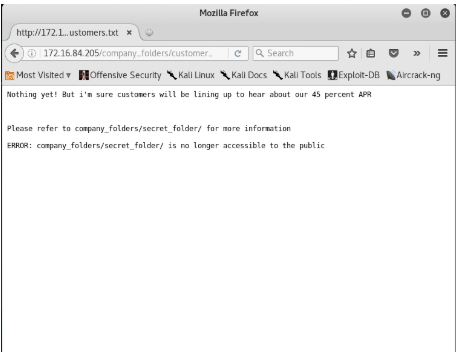 Mozilla Firefox
http://172.1...ustomers.txt
172.16.84.205/company_folders/customer..
Search
Most Visited
Offensive Security
Kali Linux
Kali Docs
Kali Tools
Exploit-DB
Aircrack-ng
Nothing yet! But i'm sure customers will be lining up to hear about our 45 percent APR
Please refer to company_folders/secret_folder/ for more information
ERROR: company_folders/secret_folder/ is no longer accessible to the public